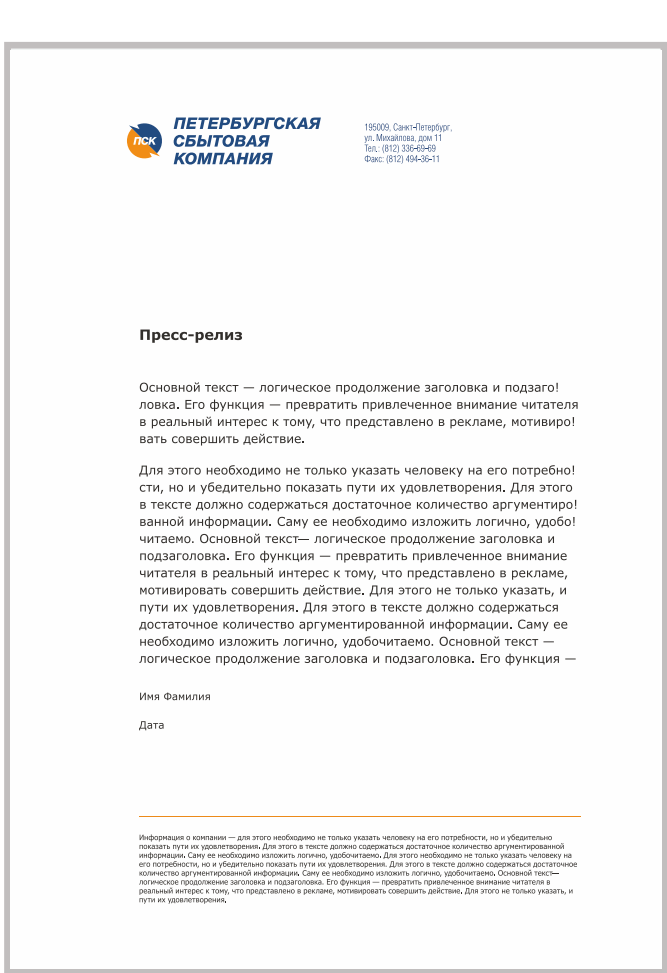 ПСК
ПЕТЕРБУРГСКАЯ
СБЫТОВАЯ
КОМПАНИЯ
195009, Санкт-Петербург,
ул. Михайлова, дом 11
Тел.: (812) 336-69-69
Факс: (812) 494-36-11
Пресс-релиз
Основной текст — логическое продолжение заголовка и подзаго!
ловка. Его функция — превратить привлеченное внимание читателя
в реальный интерес к тому, что представлено в рекламе, мотивиро!
вать совершить действие.
Для этого необходимо не только указать человеку на его потребно!
сти, но и убедительно показать пути их удовлетворения. Для этого
в тексте должно содержаться достаточное количество аргументиро!
ванной информации. Саму ее необходимо изложить логично, удобо!
читаемо. Основной текст— логическое продолжение заголовка и
подзаголовка. Его функция — превратить привлеченное внимание
читателя в реальный интерес к тому, что представлено в рекламе,
мотивировать совершить действие. Для этого не только указать, и
пути их удовлетворения. Для этого в тексте должно содержаться
достаточное количество аргументированной информации. Саму ее
необходимо изложить логично, удобочитаемо. Основной текст —
логическое продолжение заголовка и подзаголовка. Его функция —
Имя Фамилия
Дата
Информация о компании — для этого необходимо не только указать человеку на его потребности, но и убедительно
показать пути их удовлетворения. Для этого в тексте должно содержаться достаточное количество аргументированной
информации. Саму ее необходимо изложить логично, удобочитаемо. Для этого необходимо не только указать человеку на
его потребности, но и убедительно показать пути их удовлетворения. Для этого в тексте должно содержаться достаточное
количество аргументированной информации. Саму ее необходимо изложить логично, удобочитаемо. Основной текст—
логическое продолжение заголовка и подзаголовка. Его функция — превратить привлеченное внимание читателя в
реальный интерес к тому, что представлено в рекламе, мотивировать совершить действие. Для этого не только указать, и
пути их удовлетворения.